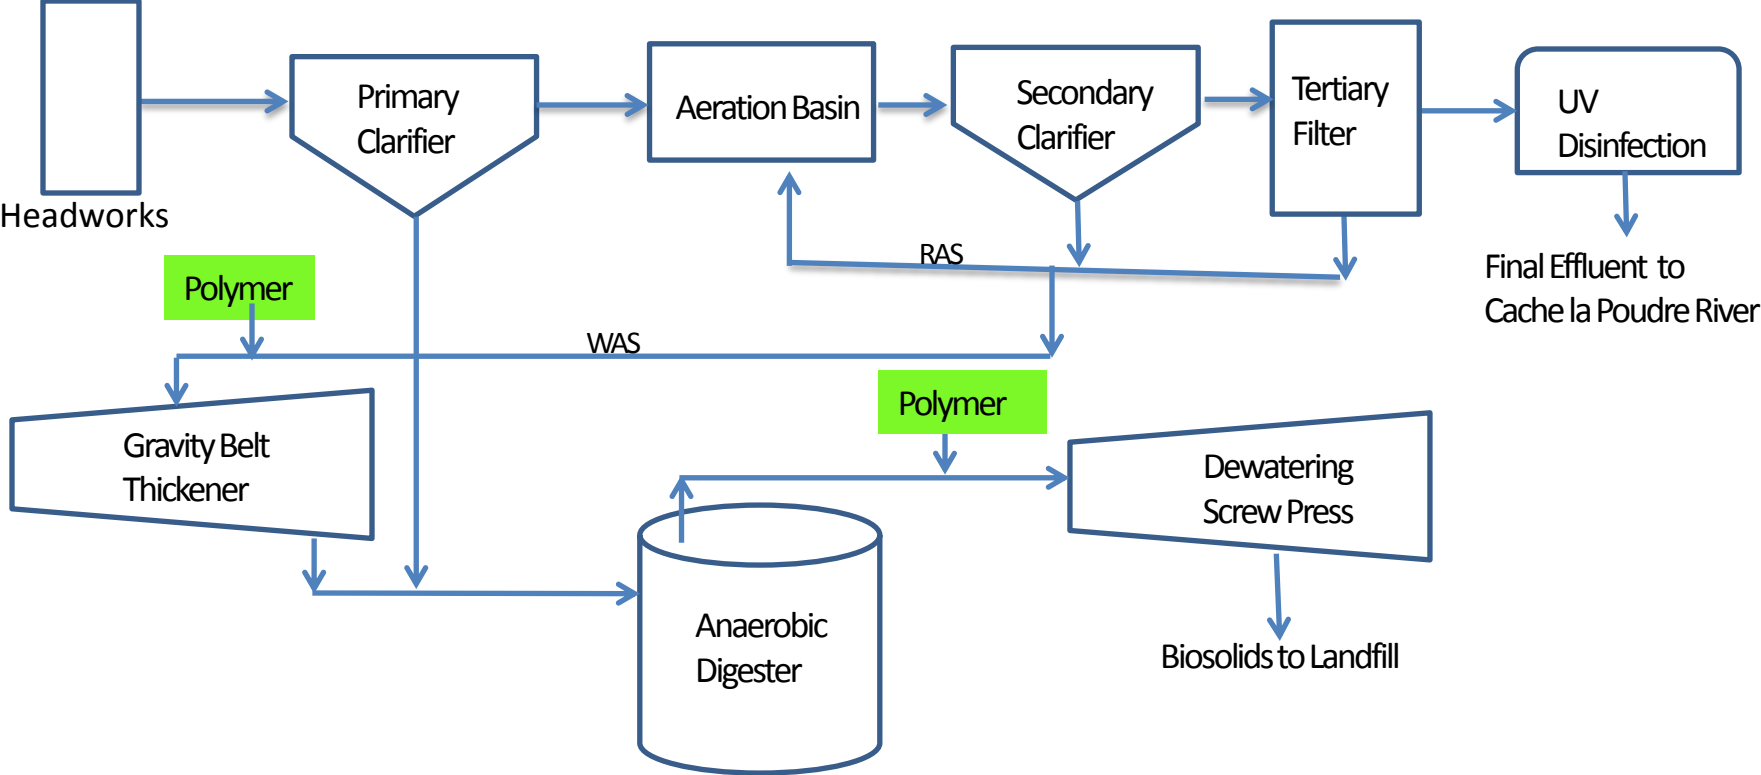 Primary
Clarifier
Aeration Basin
Secondary
Clarifier
Tertiary
Filter
UV
Disinfection
Headworks
RAS
Final Effluent to
Cache la Poudre River
Polymer
WAS
Polymer
Gravity Belt
Thickener
Dewatering
Screw Press
Anaerobic
Digester
Biosolids to Landfill